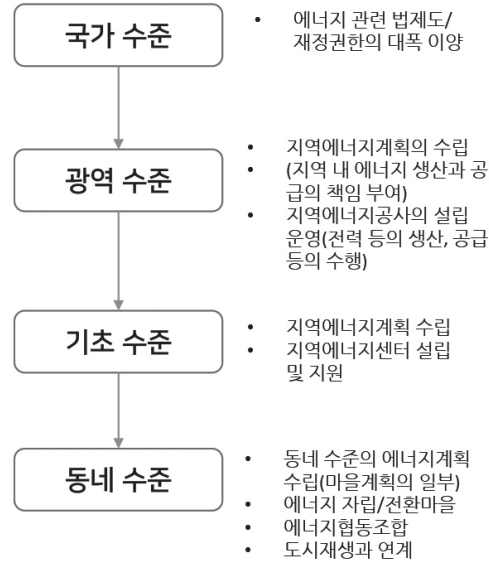 국가 수준
• 에너지 관련 법제도/
재정권한의 대폭 이양
광역 수준
• 지역에너지계획의 수립
• (지역 내 에너지 생산과 공
급의 책임 부여)
• 지역에너지공사의 설립
운영(전력 등의 생산, 공급
등의 수행)
기초 수준
• 지역에너지계획 수립
• 지역에너지센터 설립
및 지원
동네 수준
• 동네 수준의 에너지계획
수립(마을계획의 일부)
• 에너지 자립/전환마을
• 에너지협동조합
• 도시재생과 연계